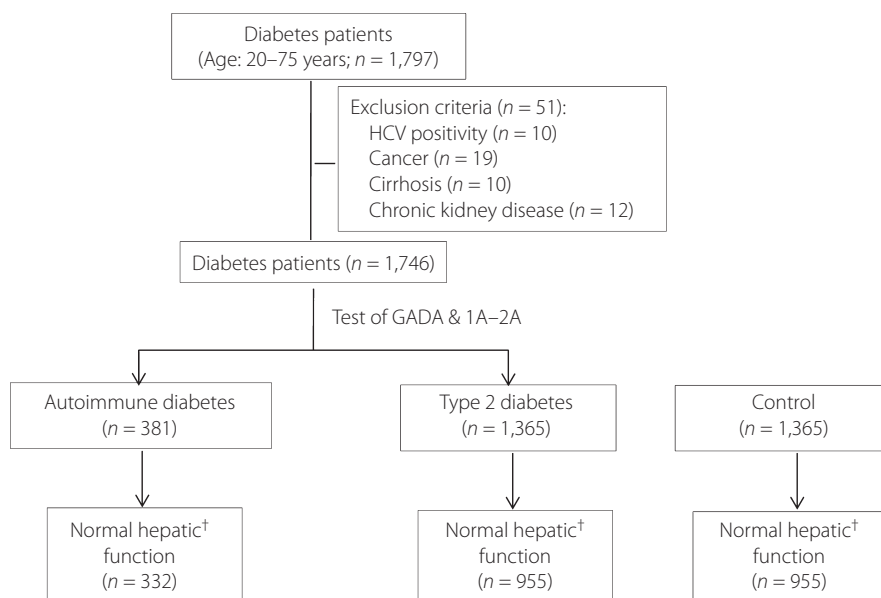 Diabetes patients
(Age: 20–75 years; n = 1,797)
Exclusion criteria (n = 51):
HCV positivity (n = 10)
Cancer (n = 19)
Cirrhosis (n = 10)
Chronic kidney disease (n = 12)
Diabetes patients (n = 1,746)
Test of GADA & 1A–2A
Autoimmune diabetes
(n = 381)
Type 2 diabetes
(n = 1,365)
Control
(n = 1,365)
Normal hepatic†
function
(n = 332)
Normal hepatic†
function
(n = 955)
Normal hepatic†
function
(n = 955)